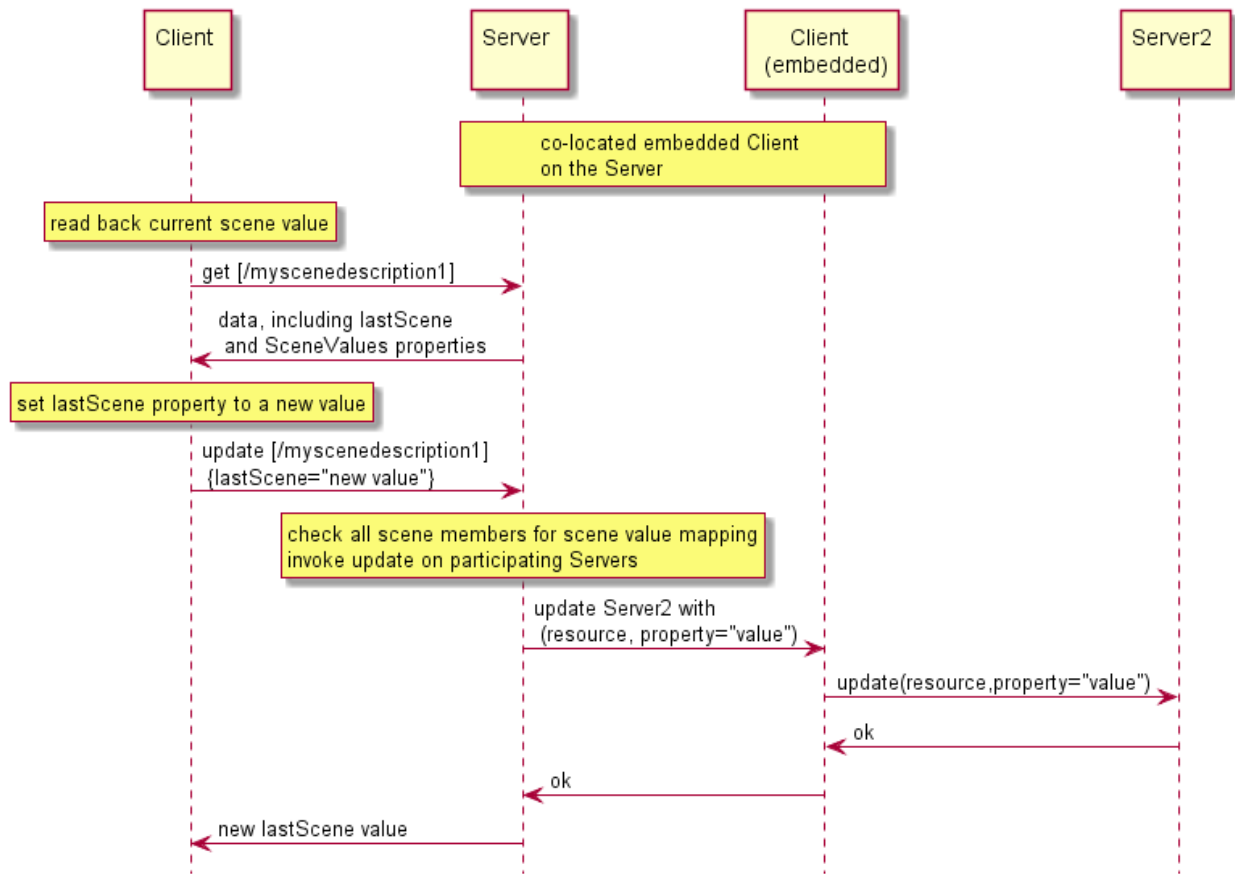 Client
Server
Client
(embedded)
Server2
co-located embedded Client
on the Server
read back current scene value
get [/myscenedescription1]
data, including lastScene
and SceneValues properties
set lastScene property to a new value
update [/myscenedescription1]
{lastScene="new value"}
check all scene members for scene value mapping
invoke update on participating Servers
update Server2 with
(resource, property="value")
update(resource,property="value")
ok
ok
new lastScene value